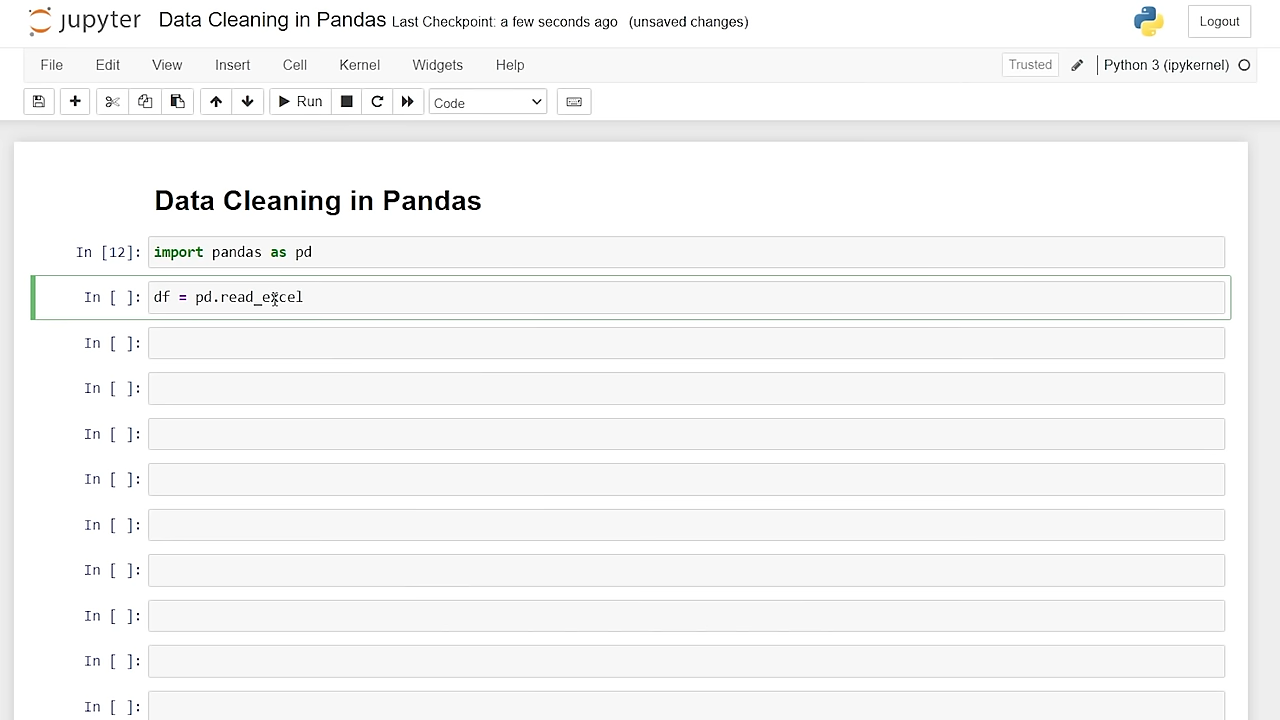 jupyter Data Cleaning in Pandas Last Checkpoint: a few seconds ago (unsaved changes) Logout
File Edit View Insert Cell Kernel Widgets Help Trusted Python 3 (ipykernel)
Run Code
Data Cleaning in Pandas
In [12]: import pandas as pd
In [ ]: df = pd.read_excel
In [ ]:
In [ ]:
In [ ]:
In [ ]:
In [ ]:
In [ ]:
In [ ]:
In [ ]:
In [ ]: